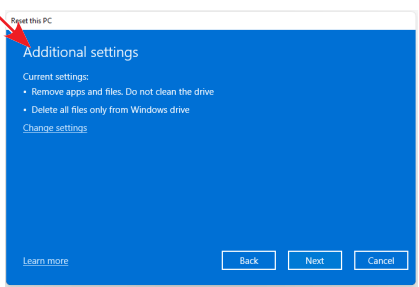 Reset this PC
Additional settings
Current settings:
• Remove apps and files. Do not clean the drive
• Delete all files only from Windows drive
Change settings
Learn more
Back
Next
Cancel